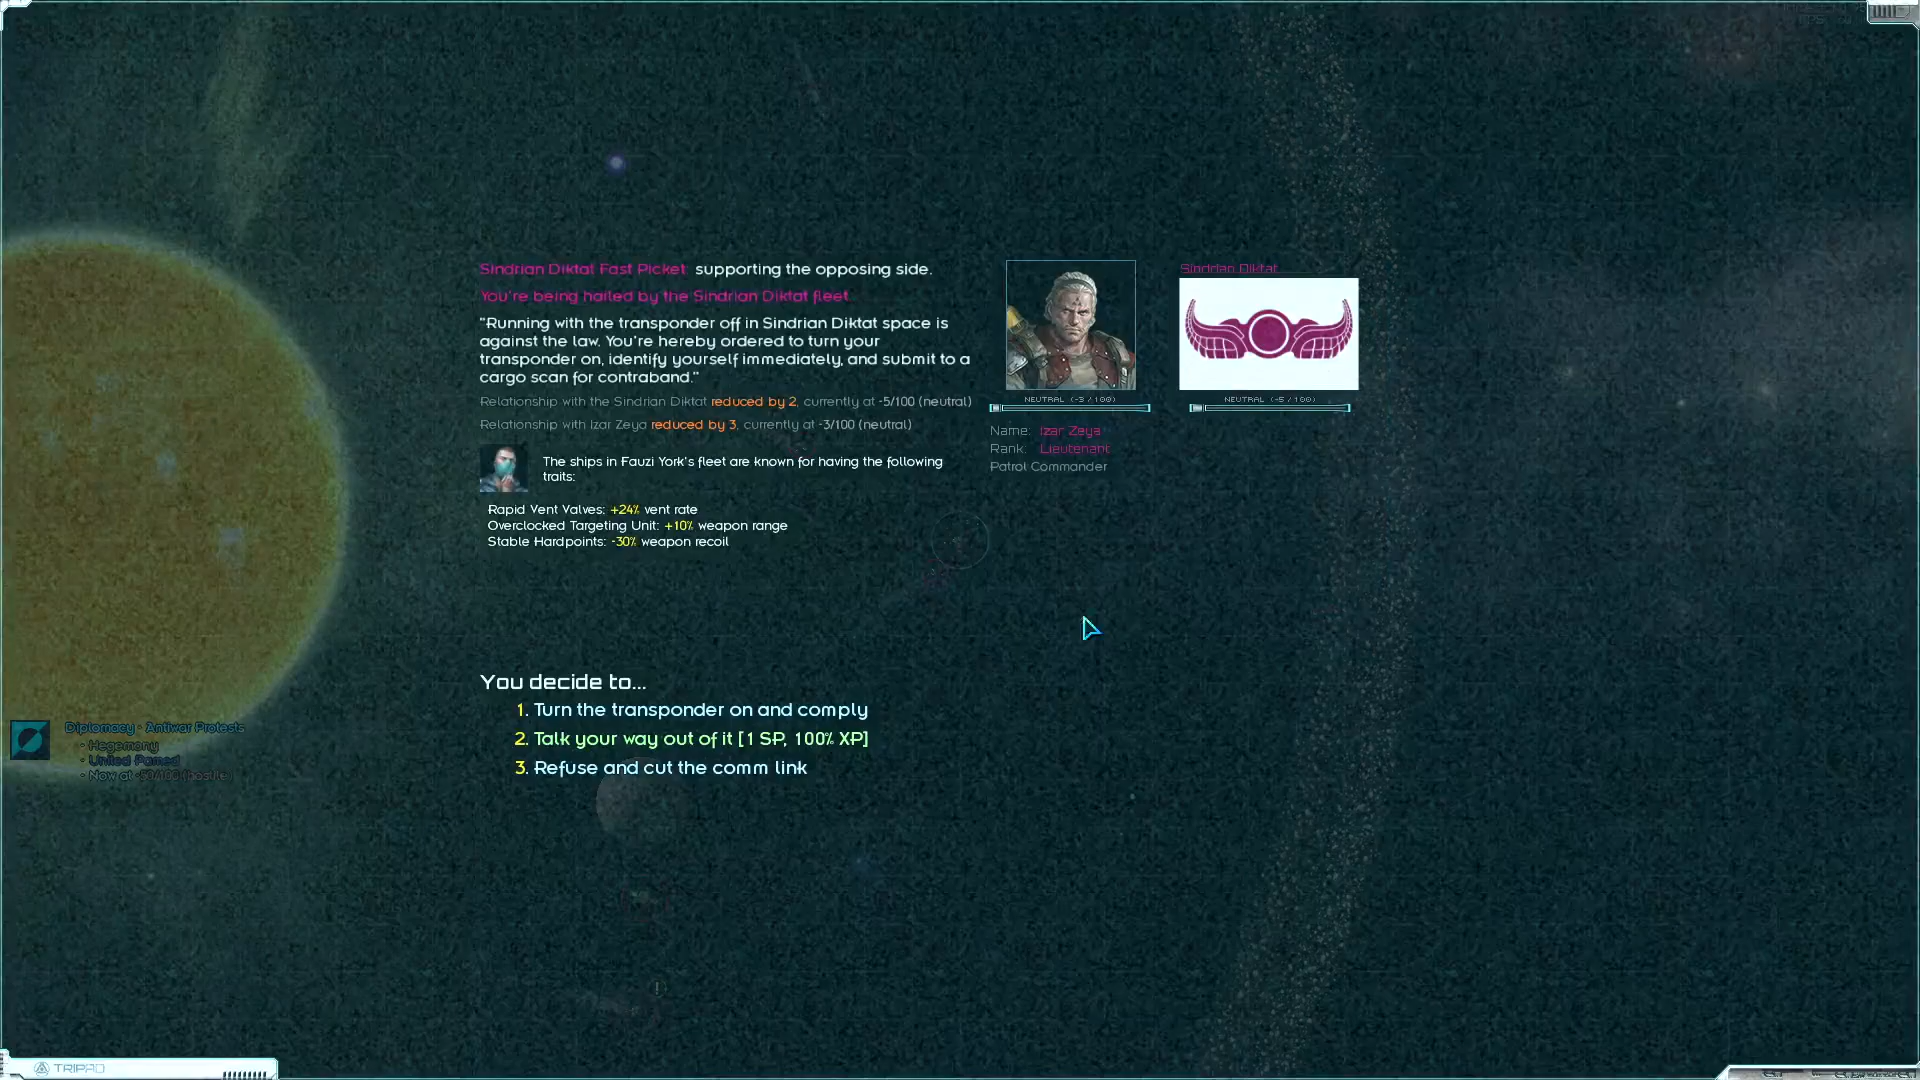 Sindrian Diktat Fast Picket supporting the opposing side.
You're being hailed by the Sindrian Diktat fleet.
"Running with the transponder off in Sindrian Diktat space is
against the law. You're hereby ordered to turn your
transponder on, identify yourself immediately, and submit to a
cargo scan for contraband."
Relationship with the Sindrian Diktat reduced by 2, currently at -5/100 (neutral)
Relationship with Izar Zeya reduced by 3, currently at -3/100 (neutral)
The ships in Fauzi York's fleet are known for having the following
traits:
Rapid Vent Valves: +24% vent rate
Overclocked Targeting Unit: +10% weapon range
Stable Hardpoints: -30% weapon recoil
NEUTRAL (-3 / 100)
Name: Izar Zeya
Rank: Lieutenant
Patrol Commander
Sindrian Diktat
NEUTRAL (-5 / 100)
You decide to...
1. Turn the transponder on and comply
2. Talk your way out of it [1 SP, 100% XP]
3. Refuse and cut the comm link
Diplomacy - Antiwar Protests
- Hegemony
- United Pamed
- Now at -50/100 (hostile)
TRIPAD